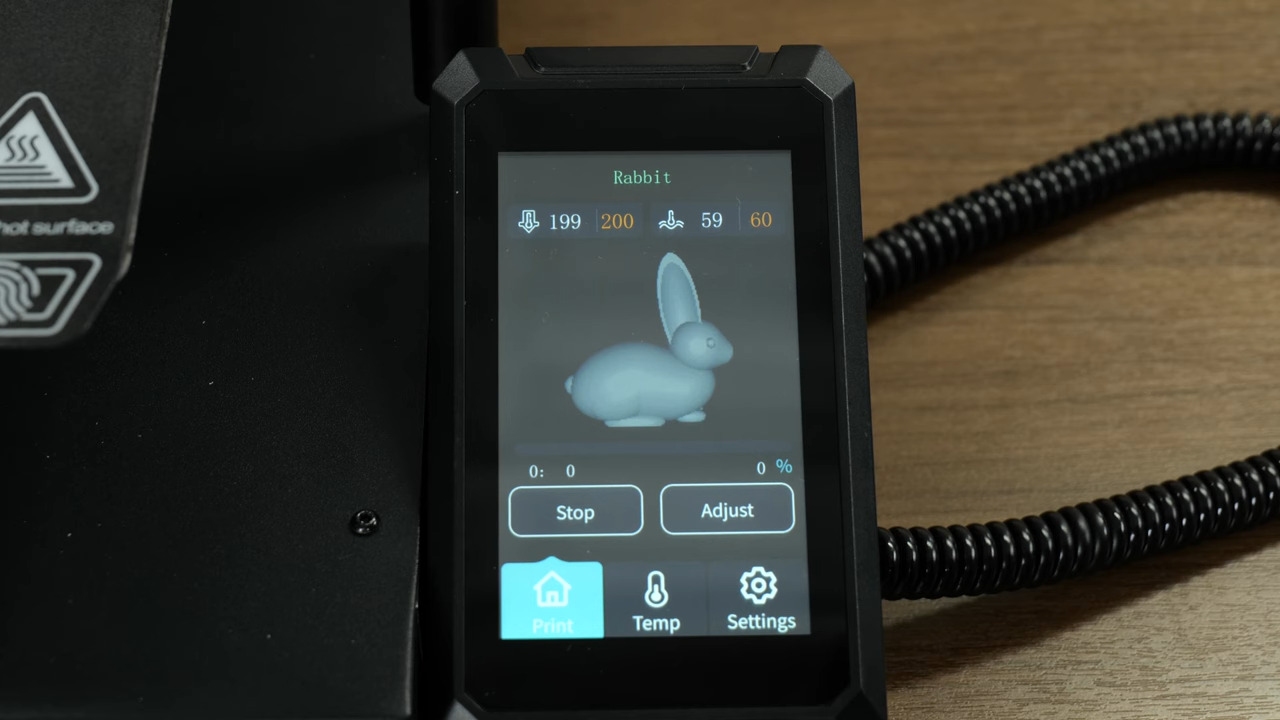 Rabbit
199 200 59 60
hot surface
0: 0 0 %
Stop Adjust
Print Temp Settings